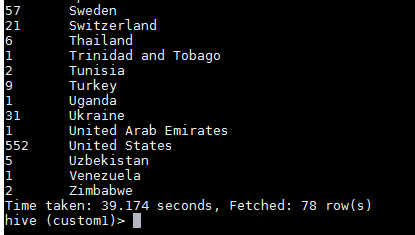 57 Sweden
21 Switzerland
6 Thailand
1 Trinidad and Tobago
2 Tunisia
9 Turkey
1 Uganda
31 Ukraine
1 United Arab Emirates
552 United States
5 Uzbekistan
1 Venezuela
2 Zimbabwe
Time taken: 39.174 seconds, Fetched: 78 row(s)
hive (custom1)>